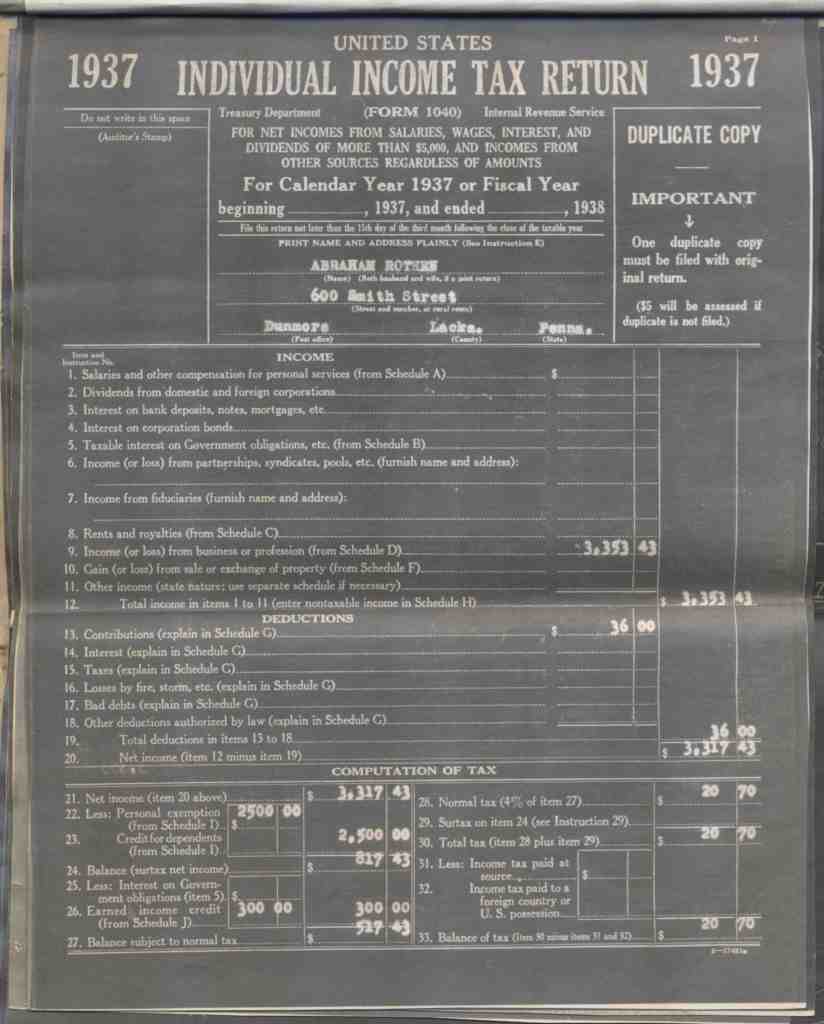 Page 1
UNITED STATES
1937 INDIVIDUAL INCOME TAX RETURN 1937
Do not write in this space
(Auditor's Stamp)
Treasury Department (FORM 1040) Internal Revenue Service
FOR NET INCOMES FROM SALARIES, WAGES, INTEREST, AND
DIVIDENDS OF MORE THAN $5,000, AND INCOMES FROM
OTHER SOURCES REGARDLESS OF AMOUNTS
For Calendar Year 1937 or Fiscal Year
beginning , 1937, and ended , 1938
File this return not later than the 15th day of the third month following the close of the taxable year
PRINT NAME AND ADDRESS PLAINLY (See Instruction E)
ABRAHAM
(Name) (Both husband and wife, if a joint return)
600 Smith Street
(Street and number, or rural route)
Dunmore Lacka. Penna.
(Post office) (County) (State)
DUPLICATE COPY
IMPORTANT
One duplicate copy
must be filed with orig-
inal return.
($5 will be assessed if
duplicate is not filed.)
Item and
Instruction No.
INCOME
1. Salaries and other compensation for personal services (from Schedule A) $
2. Dividends from domestic and foreign corporations
3. Interest on bank deposits, notes, mortgages, etc.
4. Interest on corporation bonds
5. Taxable interest on Government obligations, etc. (from Schedule B)
6. Income (or loss) from partnerships, syndicates, pools, etc. (furnish name and address):
7. Income from fiduciaries (furnish name and address):
8. Rents and royalties (from Schedule C)
9. Income (or loss) from business or profession (from Schedule D) 3,353 43
10. Gain (or loss) from sale or exchange of property (from Schedule F)
11. Other income (state nature; use separate schedule if necessary)
12. Total income in items 1 to 11 (enter nontaxable income in Schedule H) $ 3,353 43
DEDUCTIONS
13. Contributions (explain in Schedule G) $ 36 00
14. Interest (explain in Schedule G)
15. Taxes (explain in Schedule G)
16. Losses by fire, storm, etc. (explain in Schedule G)
17. Bad debts (explain in Schedule G)
18. Other deductions authorized by law (explain in Schedule G)
19. Total deductions in items 13 to 18 36 00
20. Net income (item 12 minus item 19) $ 3,317 43
COMPUTATION OF TAX
21. Net income (item 20 above) $ 3,317 43
22. Less: Personal exemption 2500 00
(from Schedule I) $
23. Credit for dependents 2,500 00
(from Schedule I)
24. Balance (surtax net income) $ 817 43
25. Less: Interest on Govern-
ment obligations (item 5) $
26. Earned income credit 300 00 300 00
(from Schedule J)
27. Balance subject to normal tax $ 517 43
28. Normal tax (4% of item 27) $ 20 70
29. Surtax on item 24 (see Instruction 29)
30. Total tax (item 28 plus item 29) $ 20 70
31. Less: Income tax paid at
source $
32. Income tax paid to a
foreign country or
U. S. possession
33. Balance of tax (item 30 minus items 31 and 32) $ 20 70